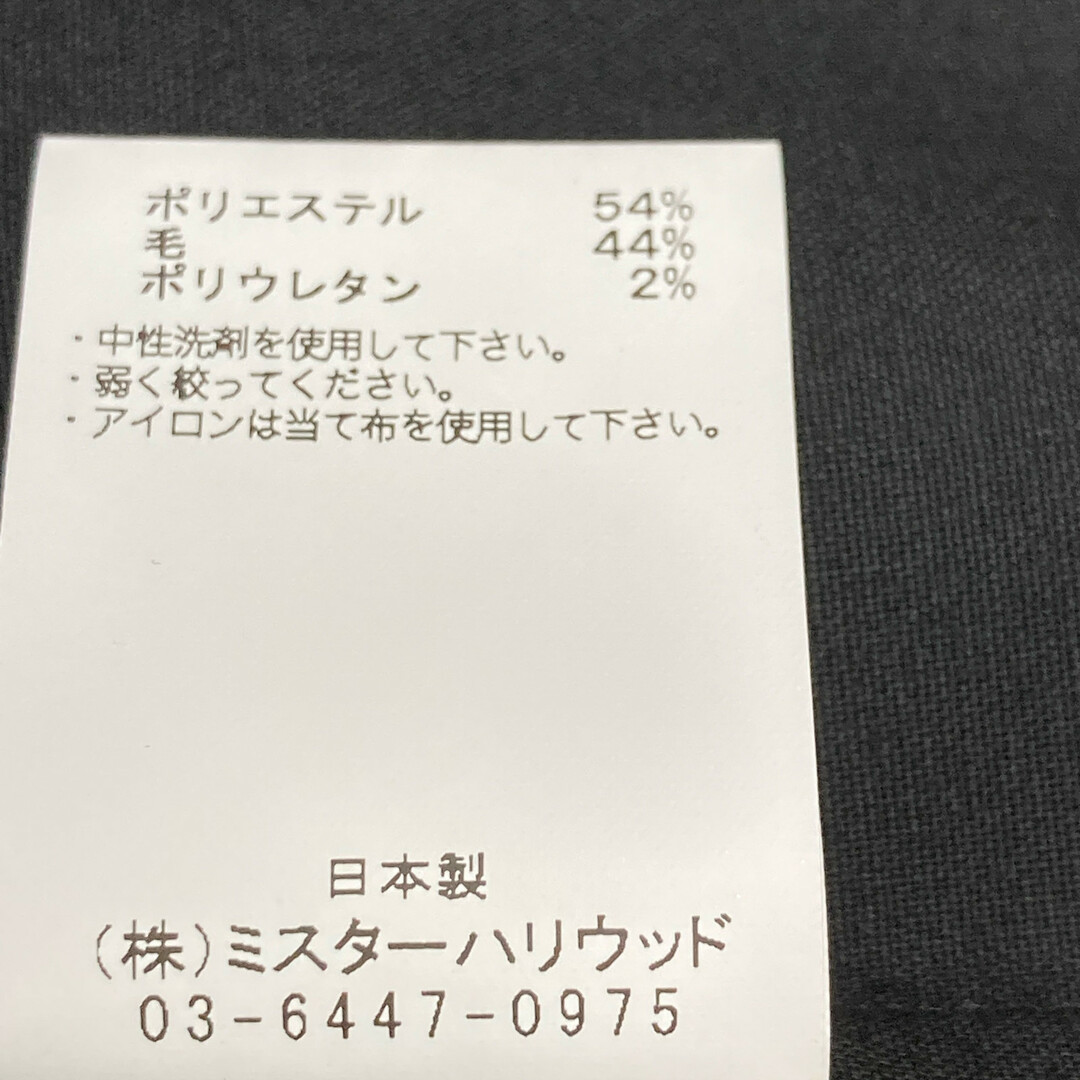 ポリエステル 54%
毛 44%
ポリウレタン 2%
・中性洗剤を使用して下さい。
・弱く絞ってください。
・アイロンは当て布を使用して下さい。
日本製
(株)ミスターハリウッド
03-6447-0975